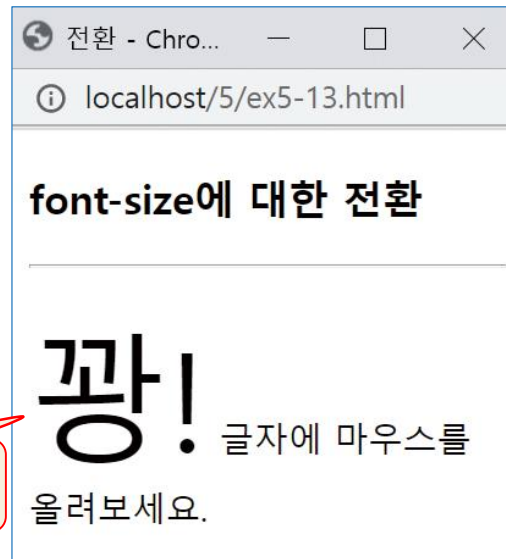 전환 - Chro...
localhost/5/ex5-13.html
font-size에 대한 전환
꽝! 글자에 마우스를
올려보세요.